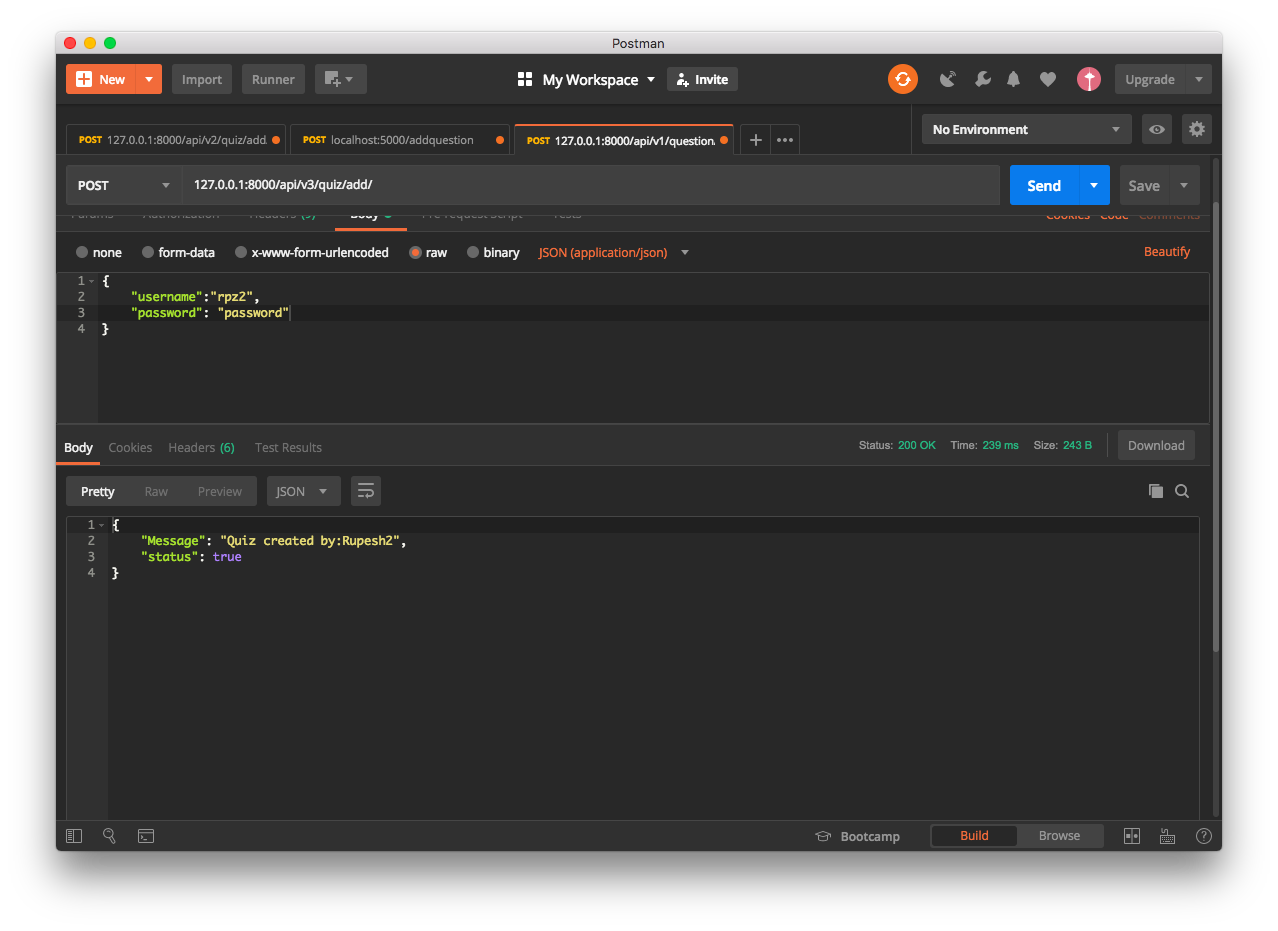 Postman
New Import Runner My Workspace Invite Upgrade
POST 127.0.0.1:8000/api/v2/quiz/add. POST localhost:5000/addquestion POST 127.0.0.1:8000/api/v1/question. No Environment
POST 127.0.0.1:8000/api/v3/quiz/add/ Send Save
Params Authorization Headers (9) Body Pre-request Script Tests Cookies Code Comments
none form-data x-www-form-urlencoded raw binary JSON (application/json) Beautify
1 {
2 "username":"rpz2",
3 "password": "password"
4 }
Body Cookies Headers (6) Test Results Status: 200 OK Time: 239 ms Size: 243 B Download
Pretty Raw Preview JSON
1 {
2 "Message": "Quiz created by:Rupesh2",
3 "status": true
4 }
Bootcamp Build Browse